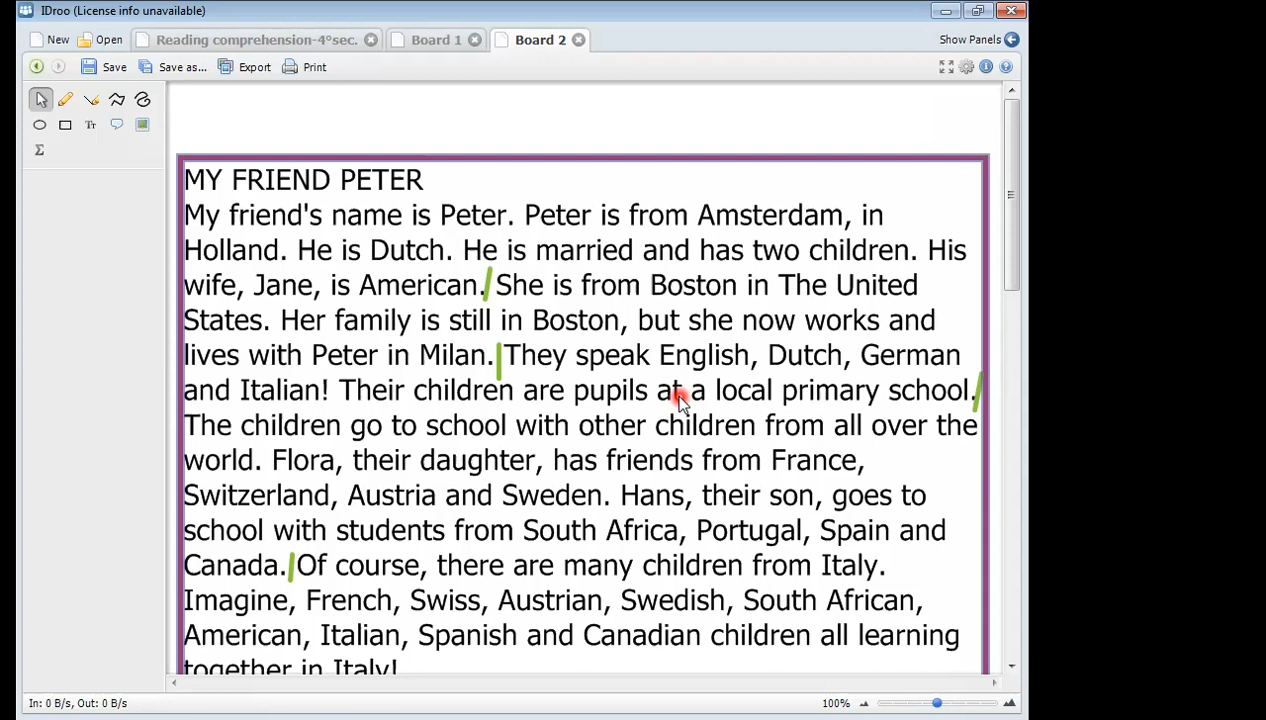 IDroo (License info unavailable)
New Open Reading comprehension-4°sec. Board 1 Board 2 Show Panels
Save Save as... Export Print
Tr
Σ
MY FRIEND PETER
My friend's name is Peter. Peter is from Amsterdam, in
Holland. He is Dutch. He is married and has two children. His
wife, Jane, is American. She is from Boston in The United
States. Her family is still in Boston, but she now works and
lives with Peter in Milan. They speak English, Dutch, German
and Italian! Their children are pupils at a local primary school.
The children go to school with other children from all over the
world. Flora, their daughter, has friends from France,
Switzerland, Austria and Sweden. Hans, their son, goes to
school with students from South Africa, Portugal, Spain and
Canada. Of course, there are many children from Italy.
Imagine, French, Swiss, Austrian, Swedish, South African,
American, Italian, Spanish and Canadian children all learning
together in Italy!
In: 0 B/s, Out: 0 B/s 100%